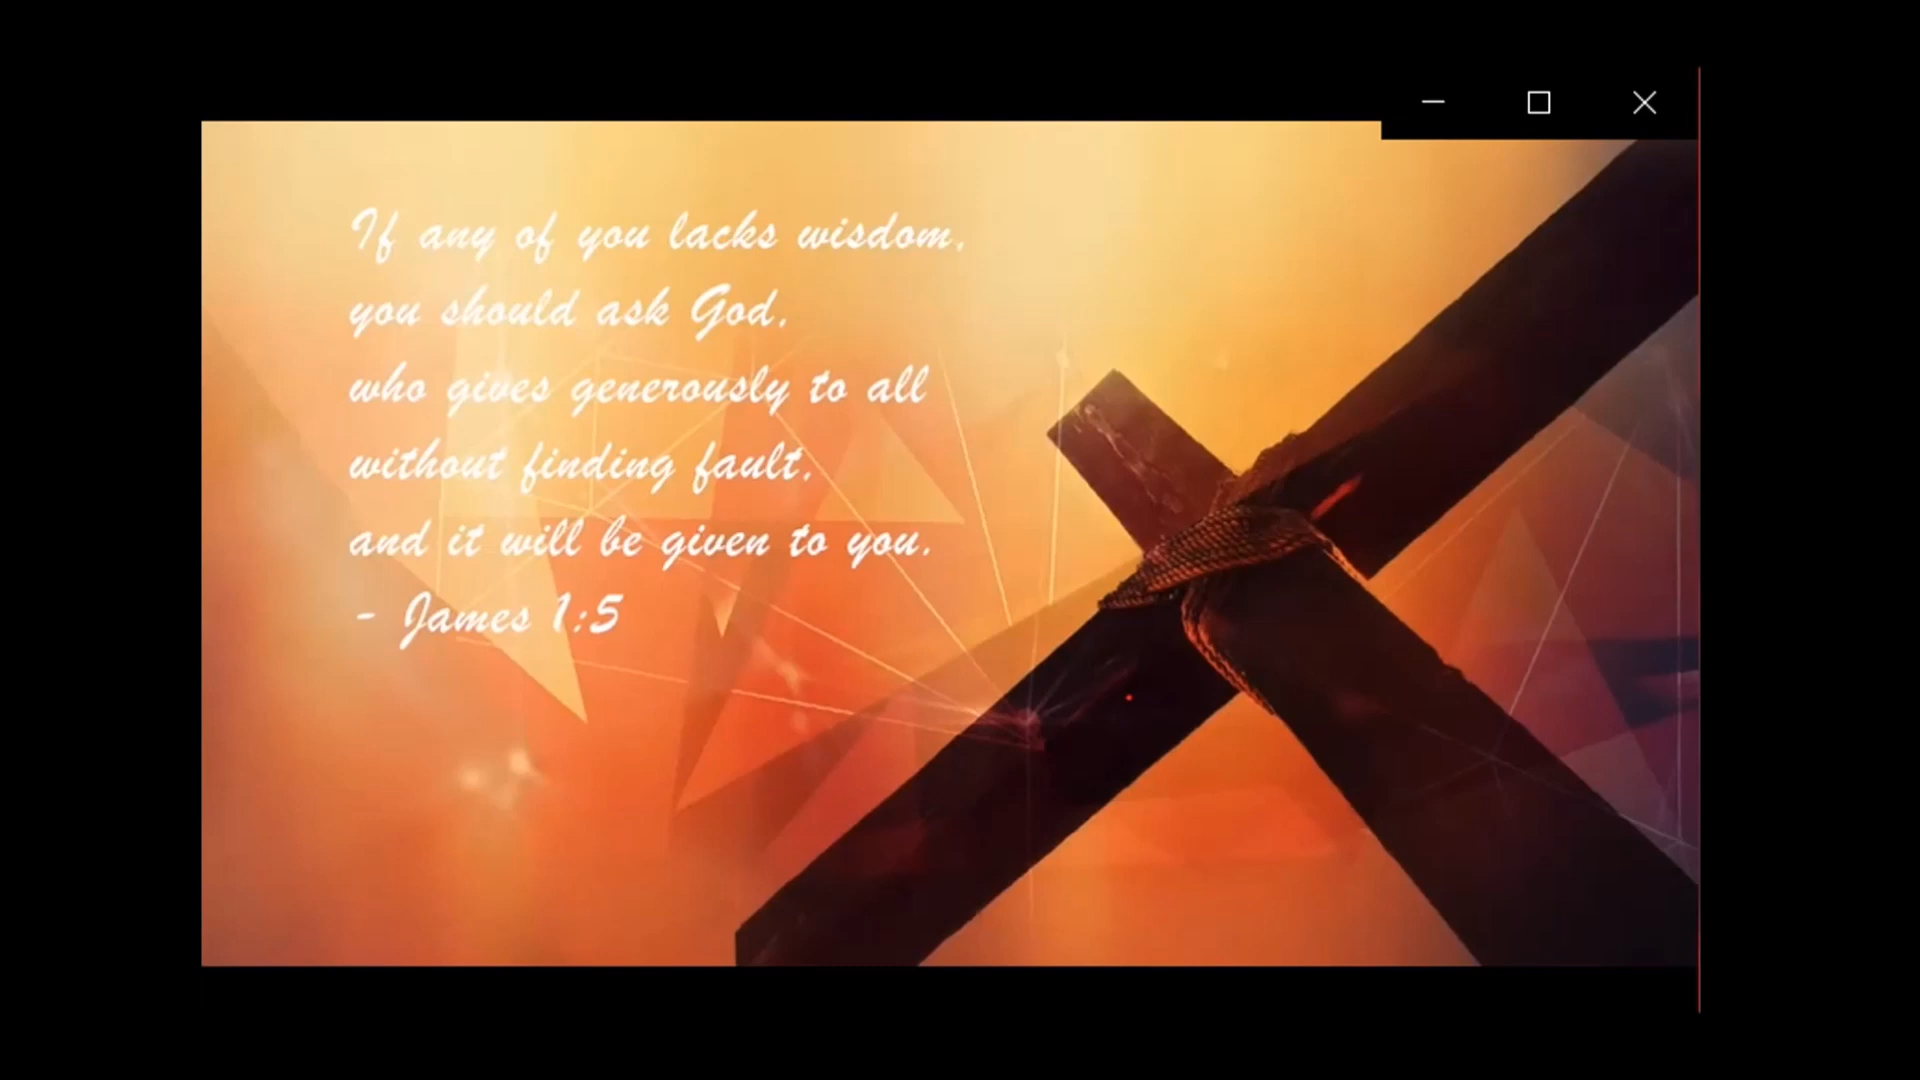 If any of you lacks wisdom,
you should ask God,
who gives generously to all
without finding fault,
and it will be given to you.
- James 1:5